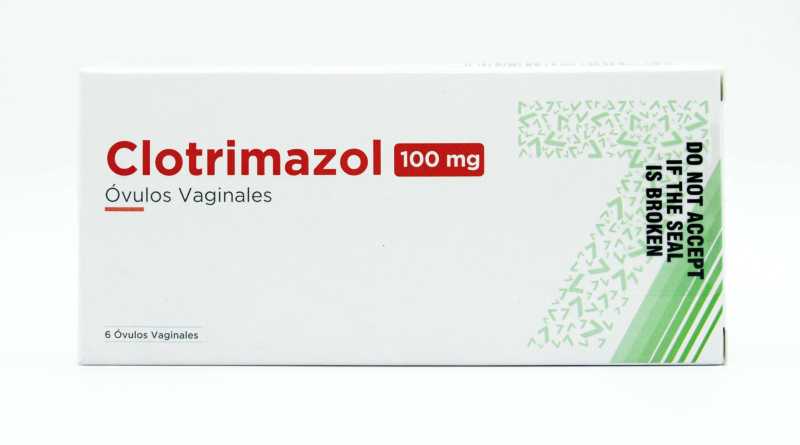 Clotrimazol 100 mg
Óvulos Vaginales
6 Óvulos Vaginales
DO NOT ACCEPT
IF THE SEAL
IS BROKEN